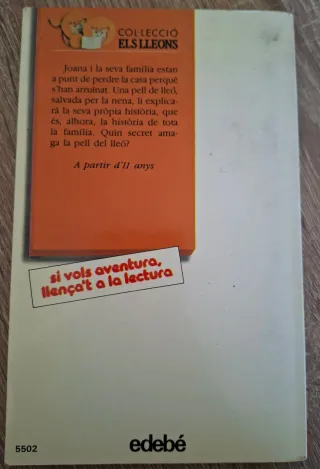 COL·LECCIÓ
ELS LLEONS
Joana i la seva família estan
a punt de perdre la casa perquè
s'han arruïnat. Una pell de lleó,
salvada per la nena, li explica-
rà la seva pròpia història, que
és, alhora, la història de tota
la família. Quin secret ama-
ga la pell del lleó?
A partir d'11 anys
si vols aventura,
llença't a la lectura
5502
edebé